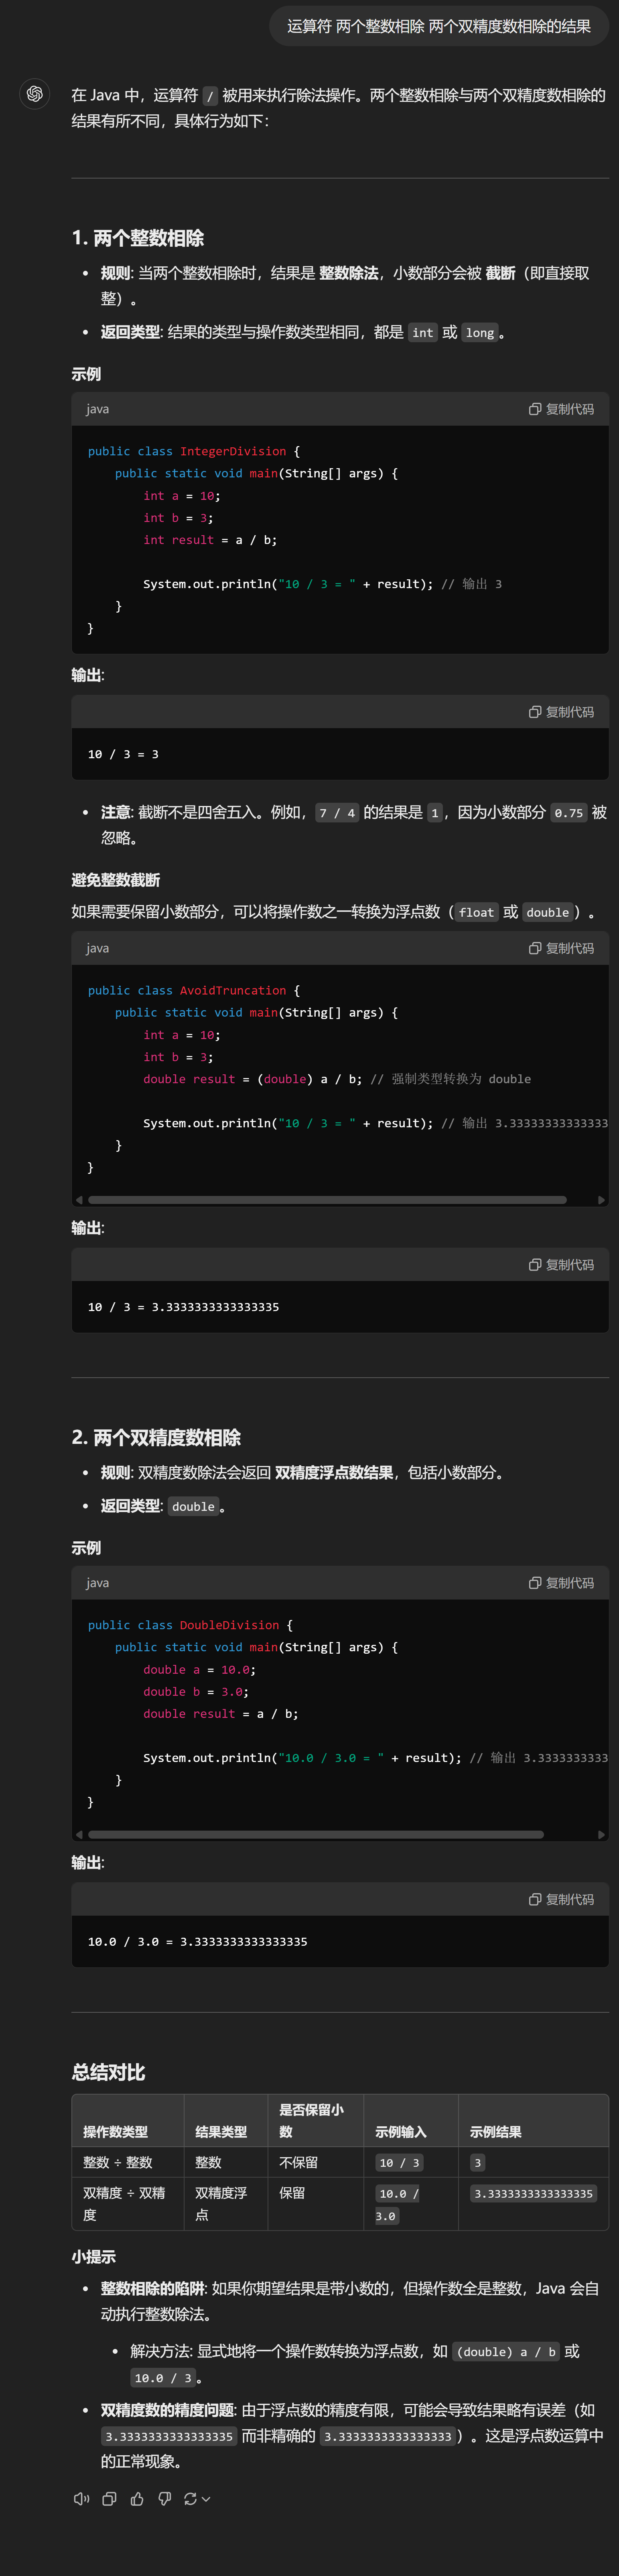 运算符 两个整数相除 两个双精度数相除的结果
在 Java 中，运算符 / 被用来执行除法操作。两个整数相除与两个双精度数相除的
结果有所不同，具体行为如下：
1. 两个整数相除
• 规则: 当两个整数相除时，结果是 整数除法，小数部分会被 截断（即直接取
整）。
• 返回类型: 结果的类型与操作数类型相同，都是 int 或 long。
示例
java 复制代码
public class IntegerDivision {
    public static void main(String[] args) {
        int a = 10;
        int b = 3;
        int result = a / b;
        System.out.println("10 / 3 = " + result); // 输出 3
    }
}
输出:
复制代码
10 / 3 = 3
• 注意: 截断不是四舍五入。例如，7 / 4 的结果是 1，因为小数部分 0.75 被
忽略。
避免整数截断
如果需要保留小数部分，可以将操作数之一转换为浮点数（float 或 double）。
java 复制代码
public class AvoidTruncation {
    public static void main(String[] args) {
        int a = 10;
        int b = 3;
        double result = (double) a / b; // 强制类型转换为 double
        System.out.println("10 / 3 = " + result); // 输出 3.33333333333333
    }
}
输出:
复制代码
10 / 3 = 3.3333333333333335
2. 两个双精度数相除
• 规则: 双精度数除法会返回 双精度浮点数结果，包括小数部分。
• 返回类型: double。
示例
java 复制代码
public class DoubleDivision {
    public static void main(String[] args) {
        double a = 10.0;
        double b = 3.0;
        double result = a / b;
        System.out.println("10.0 / 3.0 = " + result); // 输出 3.3333333333
    }
}
输出:
复制代码
10.0 / 3.0 = 3.3333333333333335
总结对比
操作数类型 结果类型 是否保留小数 示例输入 示例结果
整数 ÷ 整数 整数 不保留 10 / 3 3
双精度 ÷ 双精度 双精度浮点 保留 10.0 / 3.0 3.3333333333333335
小提示
• 整数相除的陷阱: 如果你期望结果是带小数的，但操作数全是整数，Java 会自
动执行整数除法。
• 解决方法: 显式地将一个操作数转换为浮点数，如 (double) a / b 或
10.0 / 3。
• 双精度数的精度问题: 由于浮点数的精度有限，可能会导致结果略有误差（如
3.3333333333333335 而非精确的 3.3333333333333333）。这是浮点数运算中
的正常现象。